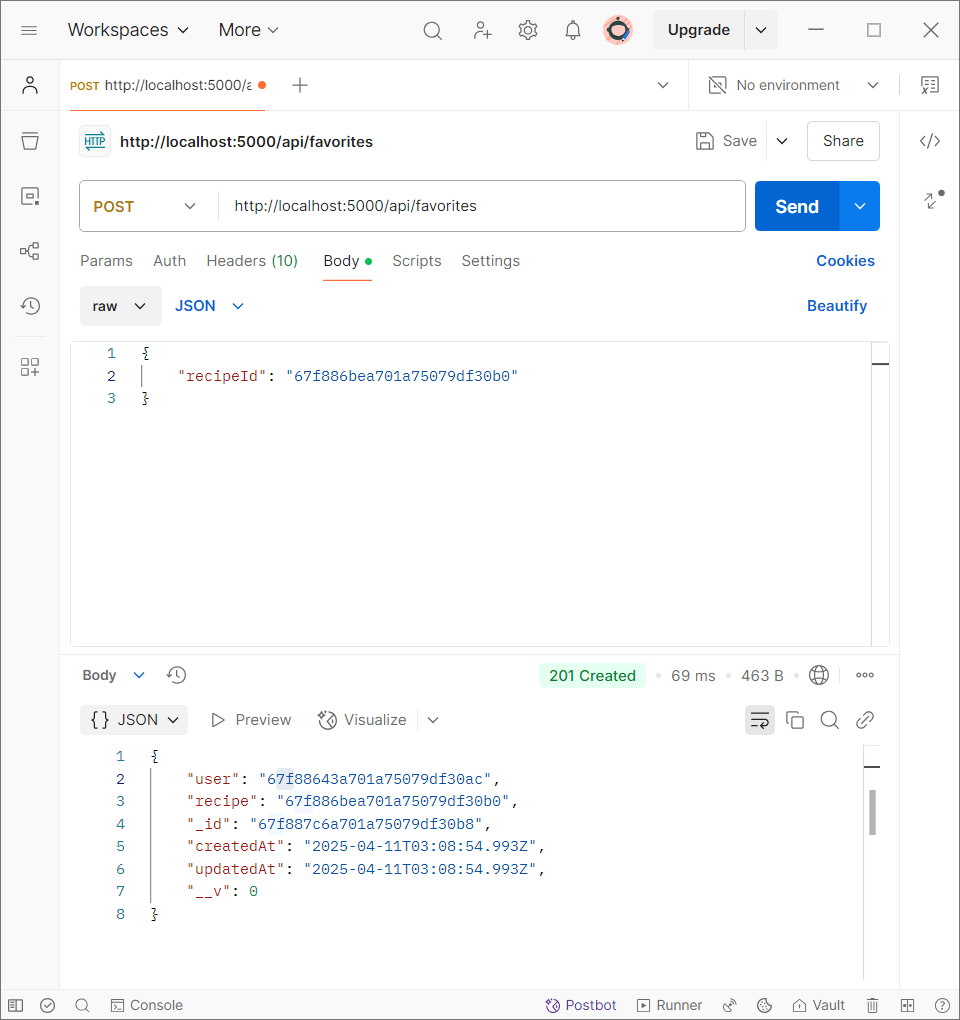 Workspaces More Upgrade
POST http://localhost:5000/a No environment
HTTP http://localhost:5000/api/favorites Save Share
POST http://localhost:5000/api/favorites Send
Params Auth Headers (10) Body Scripts Settings Cookies
raw JSON Beautify
1 {
2 "recipeId": "67f886bea701a75079df30b0"
3 }
Body 201 Created 69 ms 463 B
{} JSON Preview Visualize
1 {
2 "user": "67f88643a701a75079df30ac",
3 "recipe": "67f886bea701a75079df30b0",
4 "_id": "67f887c6a701a75079df30b8",
5 "createdAt": "2025-04-11T03:08:54.993Z",
6 "updatedAt": "2025-04-11T03:08:54.993Z",
7 "__v": 0
8 }
Console Postbot Runner Vault